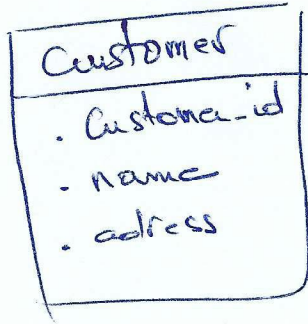 Customer
. Customer_id
. name
. adress